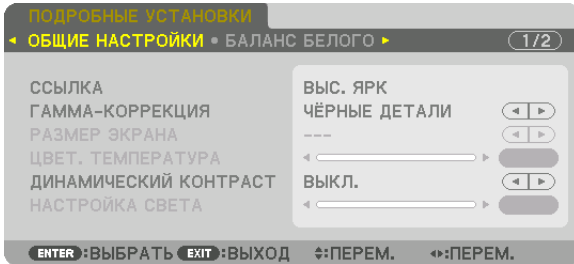 ПОДРОБНЫЕ УСТАНОВКИ
ОБЩИЕ НАСТРОЙКИ • БАЛАНС БЕЛОГО 1/2
ССЫЛКА ВЫС. ЯРК
ГАММА-КОРРЕКЦИЯ ЧЁРНЫЕ ДЕТАЛИ
РАЗМЕР ЭКРАНА ---
ЦВЕТ. ТЕМПЕРАТУРА
ДИНАМИЧЕСКИЙ КОНТРАСТ ВЫКЛ.
НАСТРОЙКА СВЕТА
ENTER :ВЫБРАТЬ EXIT :ВЫХОД :ПЕРЕМ. :ПЕРЕМ.